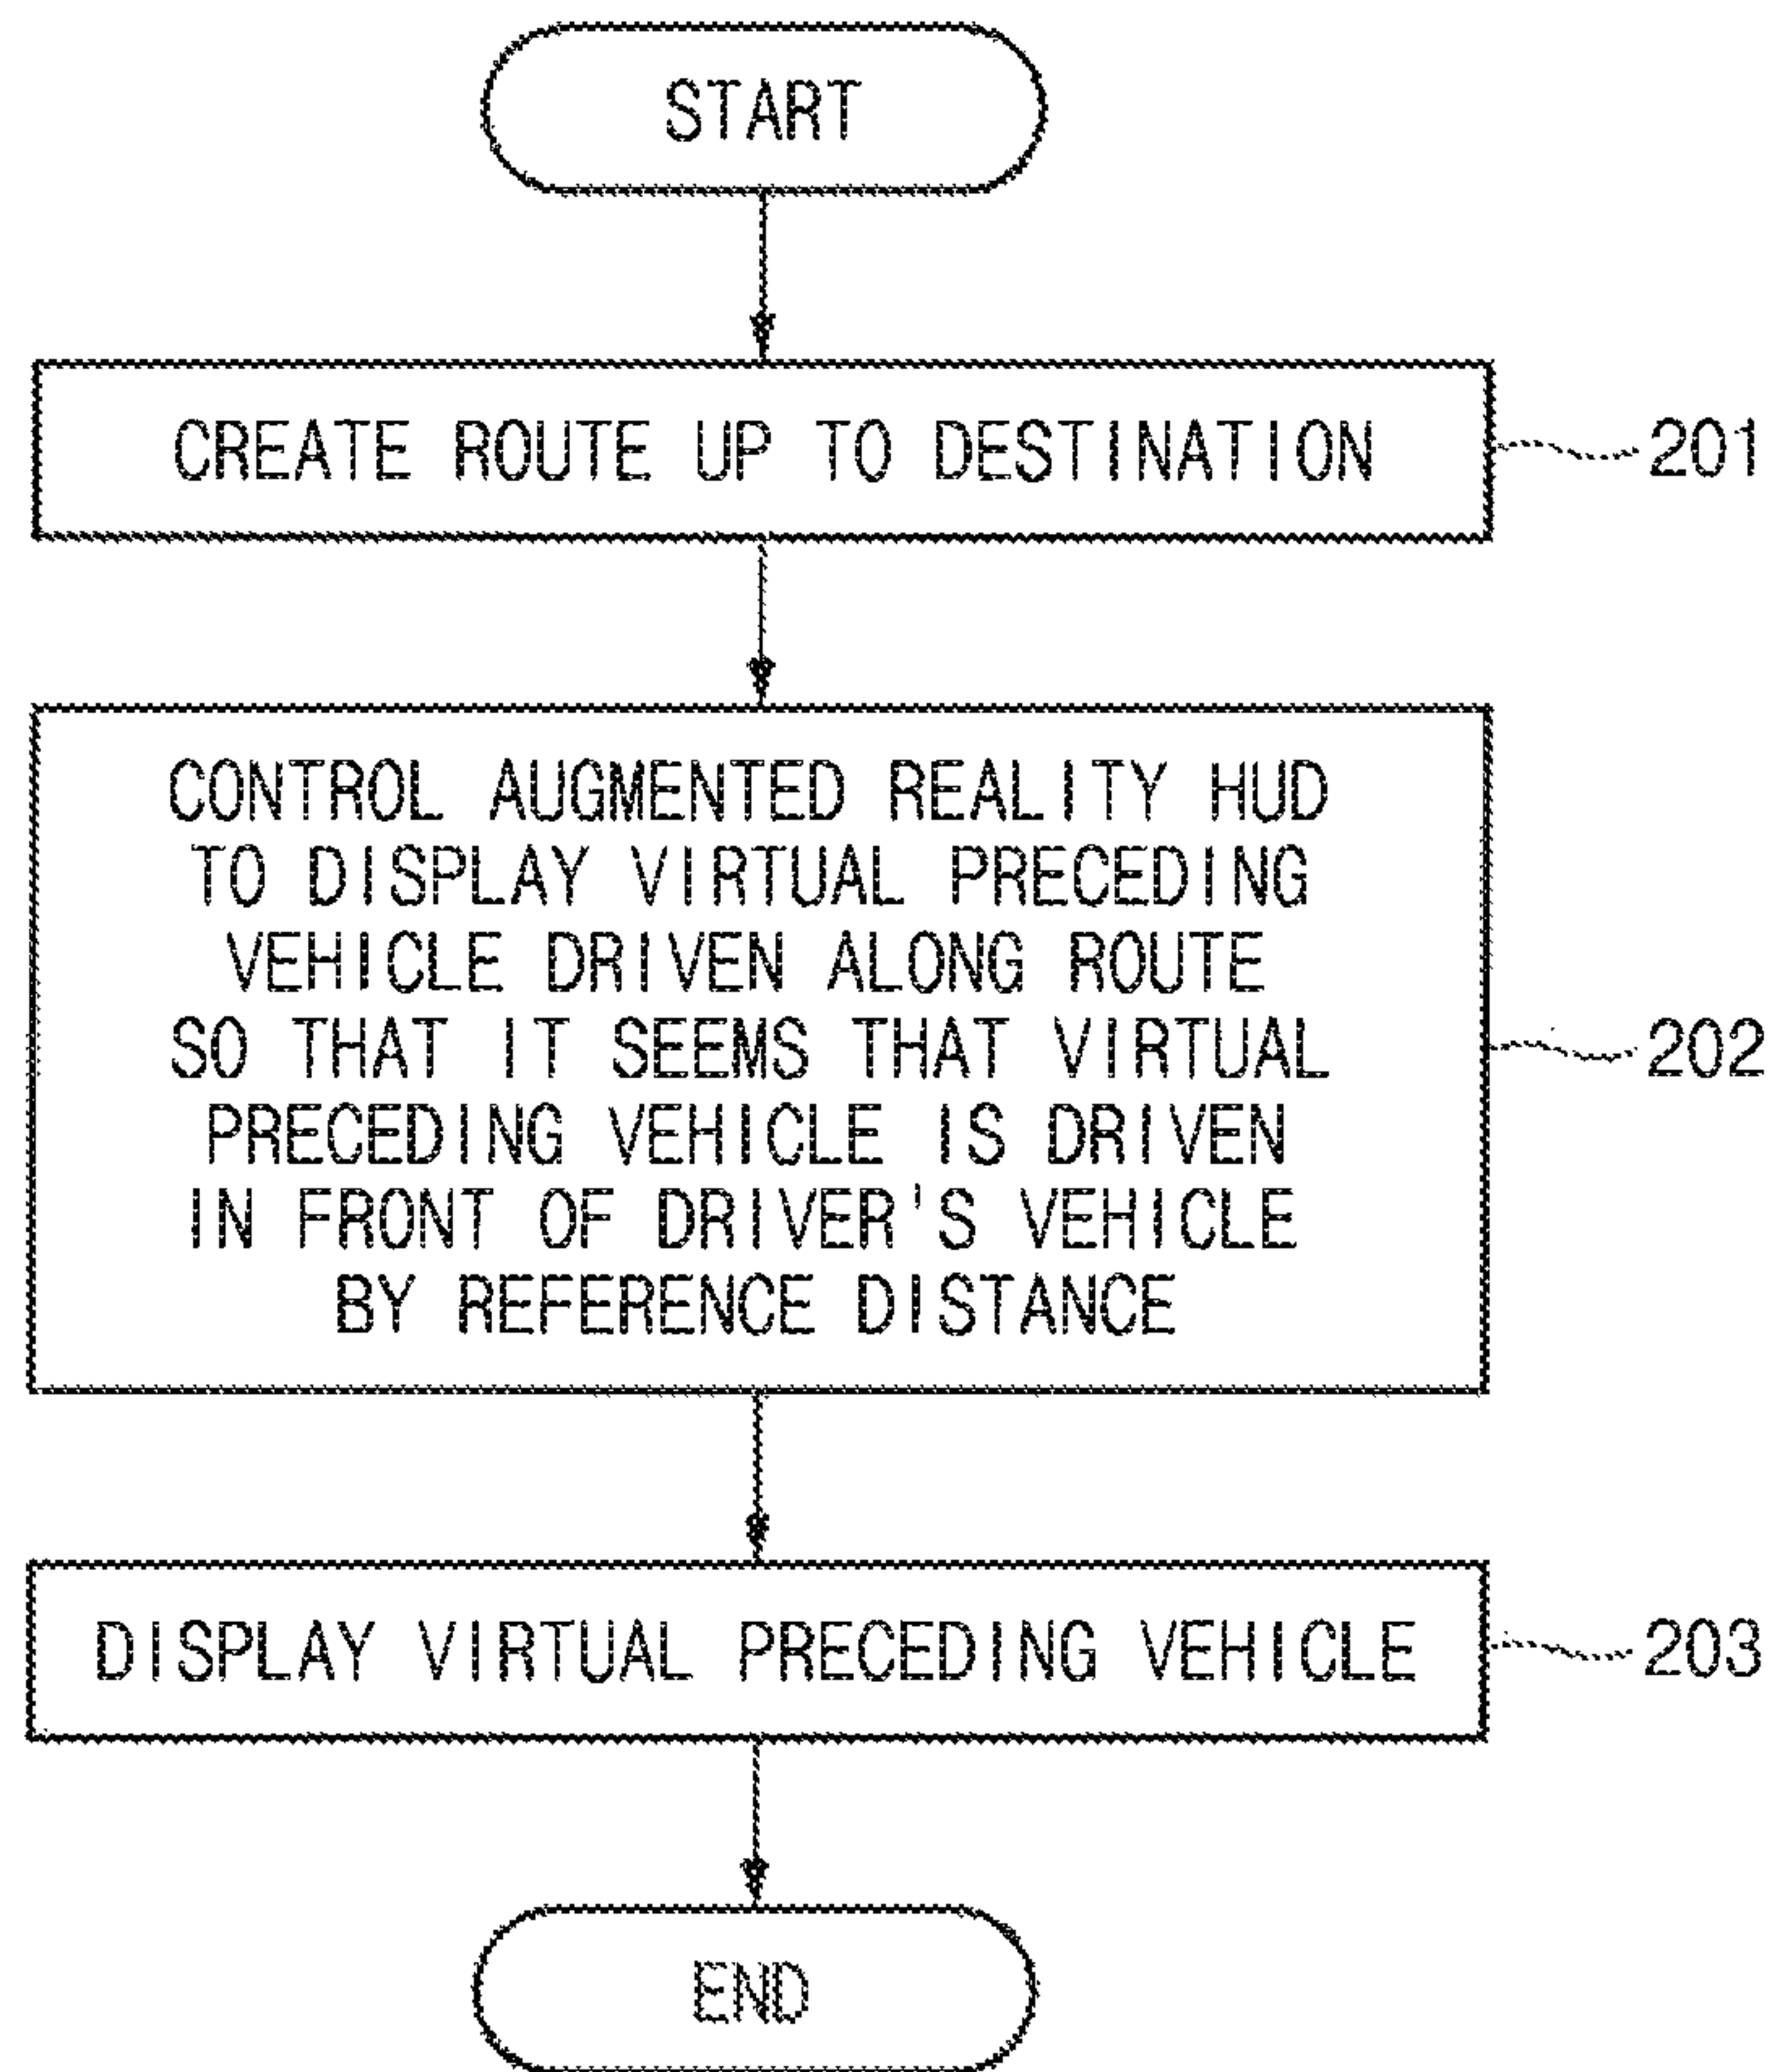 START
CREATE ROUTE UP TO DESTINATION
201
CONTROL AUGMENTED REALITY HUD
TO DISPLAY VIRTUAL PRECEDING
VEHICLE DRIVEN ALONG ROUTE
SO THAT IT SEEMS THAT VIRTUAL
PRECEDING VEHICLE IS DRIVEN
IN FRONT OF DRIVER'S VEHICLE
BY REFERENCE DISTANCE
202
DISPLAY VIRTUAL PRECEDING VEHICLE
203
END